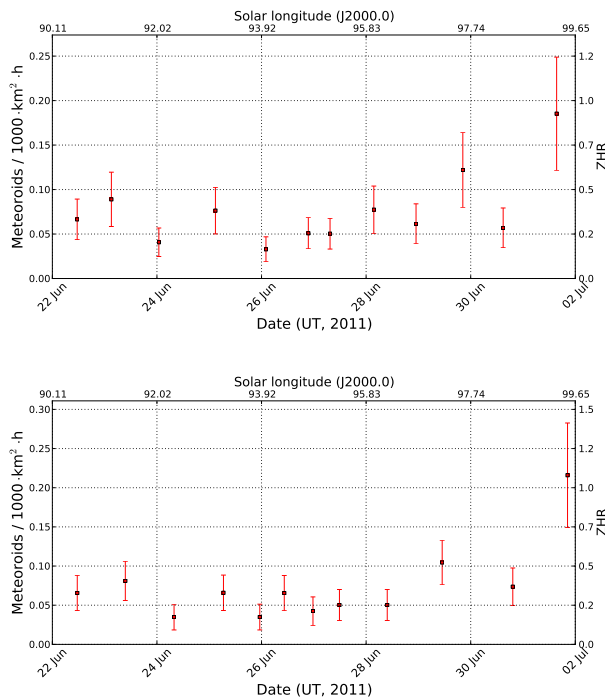 Solar longitude (J2000.0)
90.11 92.02 93.92 95.83 97.74 99.65
0.25 1.2
0.20 1.0
0.15 0.7
0.10 0.5
0.05 0.2
0.00 0.0
Meteoroids / 1000 ·km² ·h
ZHR
22 Jun 24 Jun 26 Jun 28 Jun 30 Jun 02 Jul
Date (UT, 2011)
Solar longitude (J2000.0)
90.11 92.02 93.92 95.83 97.74 99.65
0.30 1.5
0.25 1.2
0.20 1.0
0.15 0.7
0.10 0.5
0.05 0.2
0.00 0.0
Meteoroids / 1000 ·km² ·h
ZHR
22 Jun 24 Jun 26 Jun 28 Jun 30 Jun 02 Jul
Date (UT, 2011)